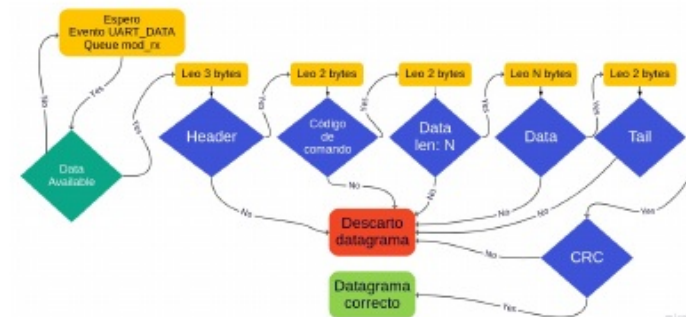 Espero
Evento UART_DATA
Queue mod_rx
Leo 3 bytes
Leo 2 bytes
Leo 2 bytes
Leo N bytes
Leo 2 bytes
No
Yes
Yes
Yes
Yes
Yes
Yes
Data
Available
Header
Código
de
comando
Data
len: N
Data
Tail
No
No
No
No
No
Yes
Descarto
datagrama
No
CRC
Datagrama
correcto
Yes